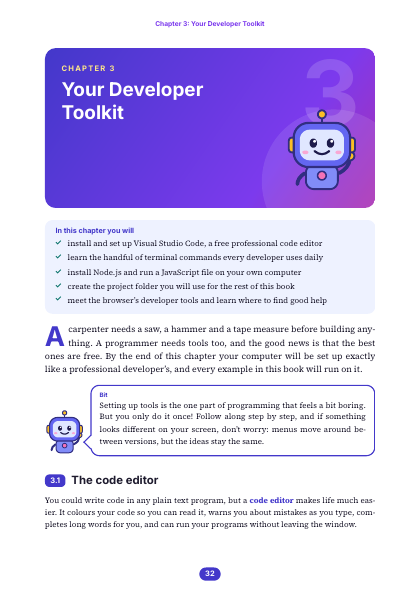 Chapter 3: Your Developer Toolkit
CHAPTER 3
3
Your Developer
Toolkit
In this chapter you will
✓ install and set up Visual Studio Code, a free professional code editor
✓ learn the handful of terminal commands every developer uses daily
✓ install Node.js and run a JavaScript file on your own computer
✓ create the project folder you will use for the rest of this book
✓ meet the browser's developer tools and learn where to find good help
A carpenter needs a saw, a hammer and a tape measure before building any-
thing. A programmer needs tools too, and the good news is that the best
ones are free. By the end of this chapter your computer will be set up exactly
like a professional developer's, and every example in this book will run on it.
Bit
Setting up tools is the one part of programming that feels a bit boring.
But you only do it once! Follow along step by step, and if something
looks different on your screen, don't worry: menus move around be-
tween versions, but the ideas stay the same.
3.1 The code editor
You could write code in any plain text program, but a code editor makes life much eas-
ier. It colours your code so you can read it, warns you about mistakes as you type, com-
pletes long words for you, and can run your programs without leaving the window.
32